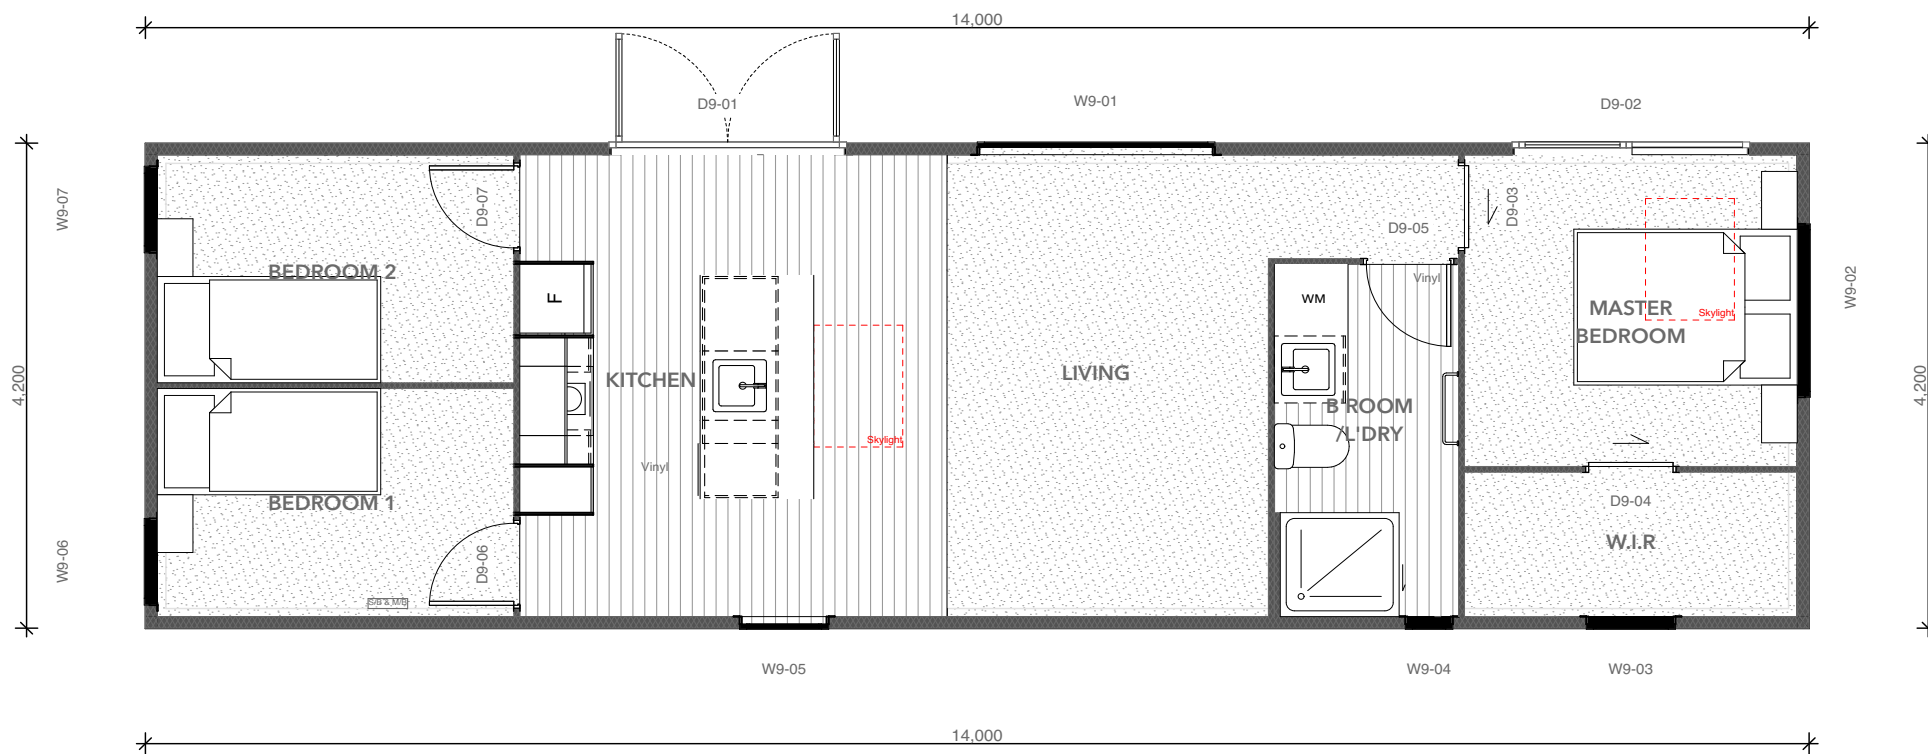 14,000
D9-01
W9-01
D9-02
W9-07
D9-07
D9-05
D9-03
4,200
BEDROOM 2
F
Vinyl
WM
MASTER
BEDROOM
Skylight
W9-02
4,200
KITCHEN
LIVING
B'ROOM
/L'DRY
Skylight
Vinyl
BEDROOM 1
D9-04
W.I.R
W9-06
D9-06
S/B & M/B
W9-05
W9-04
W9-03
14,000